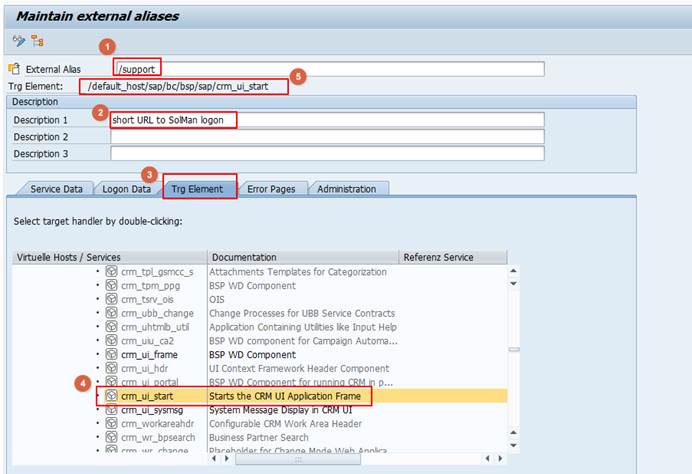 Maintain external aliases
1
External Alias /support
5
Trg Element: /default_host/sap/bc/bsp/sap/crm_ui_start
Description
2
Description 1 short URL to SolMan logon
Description 2
Description 3
3
Service Data Logon Data Trg Element Error Pages Administration
Select target handler by double-clicking:
Virtuelle Hosts / Services Documentation Referenz Service
crm_tpl_gsmcc_s Attachments Templates for Categorization
crm_tpm_ppg BSP WD Component
crm_tsrv_ois OIS
crm_ubb_change Change Processes for UBB Service Contracts
crm_uhtmlb_util Application Containing Utilities like Input Help
crm_uiu_ca2 BSP WD component for Campaign Automa...
crm_ui_frame BSP WD Component
crm_ui_hdr UI Context Framework Header Component
crm_ui_portal BSP WD Component for running CRM in p...
4
crm_ui_start Starts the CRM UI Application Frame
crm_ui_sysmsg System Message Display in CRM UI
crm_workareahdr Configurable CRM Work Area Header
crm_wr_bpsearch Business Partner Search
crm_wr_change Placeholder for Change Mode Web Applica...